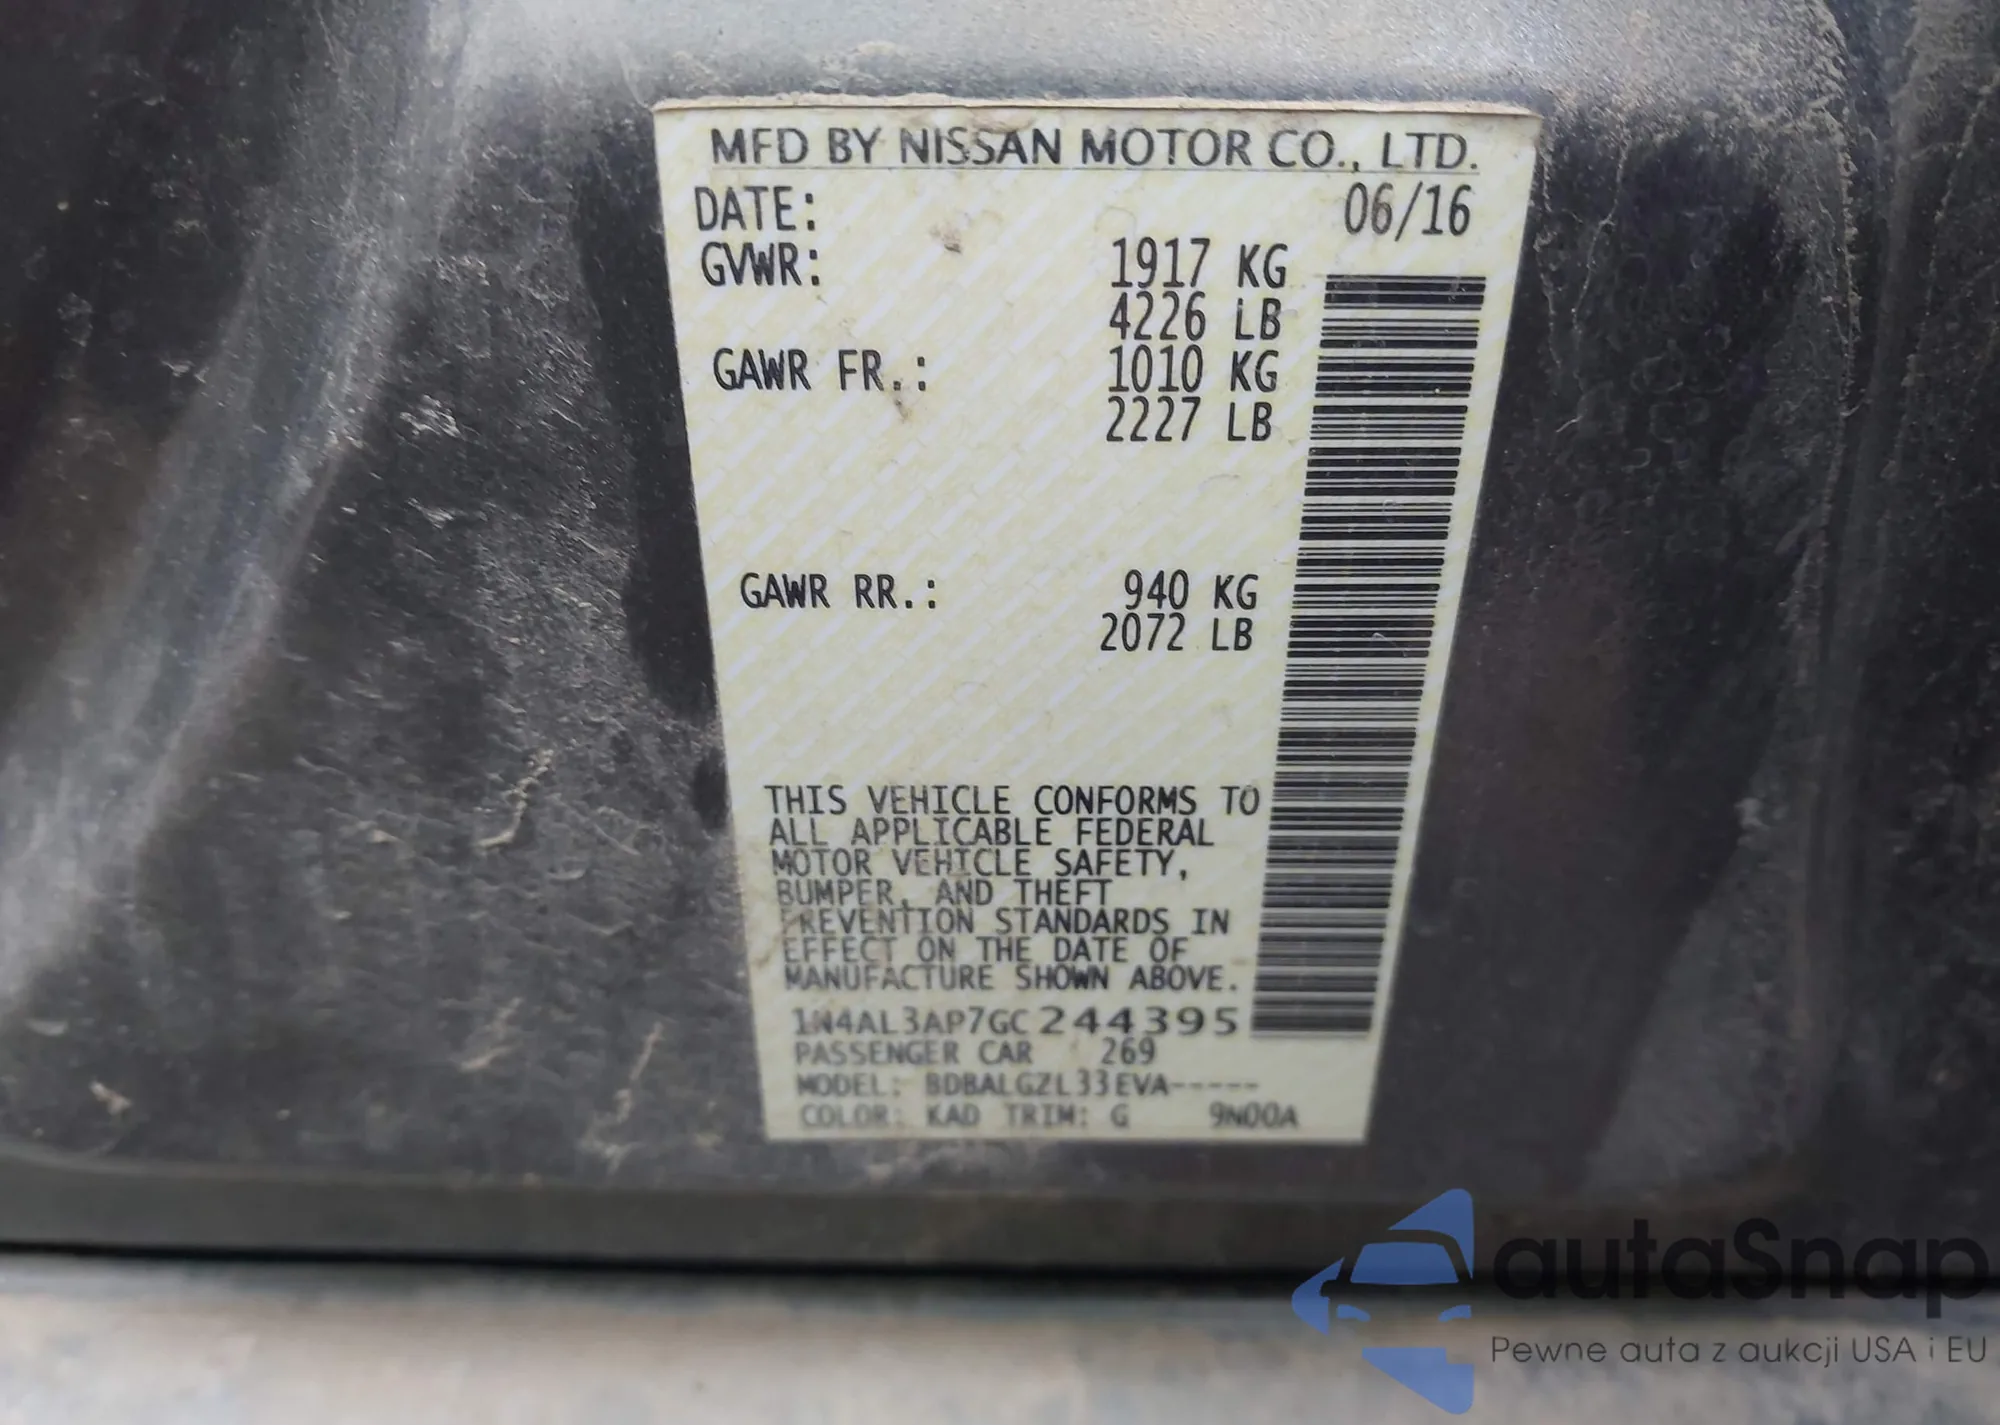 MFD BY NISSAN MOTOR CO., LTD.
DATE: 06/16
GVWR: 1917 KG
4226 LB
GAWR FR.: 1010 KG
2227 LB
GAWR RR.: 940 KG
2072 LB
THIS VEHICLE CONFORMS TO
ALL APPLICABLE FEDERAL
MOTOR VEHICLE SAFETY,
BUMPER, AND THEFT
PREVENTION STANDARDS IN
EFFECT ON THE DATE OF
MANUFACTURE SHOWN ABOVE.
1N4AL3AP7GC244395
PASSENGER CAR 269
MODEL: BDBALGZL33EVA-----
COLOR: KAD TRIM: G 9N00A
autaSnap
Pewne auta z aukcji USA i EU